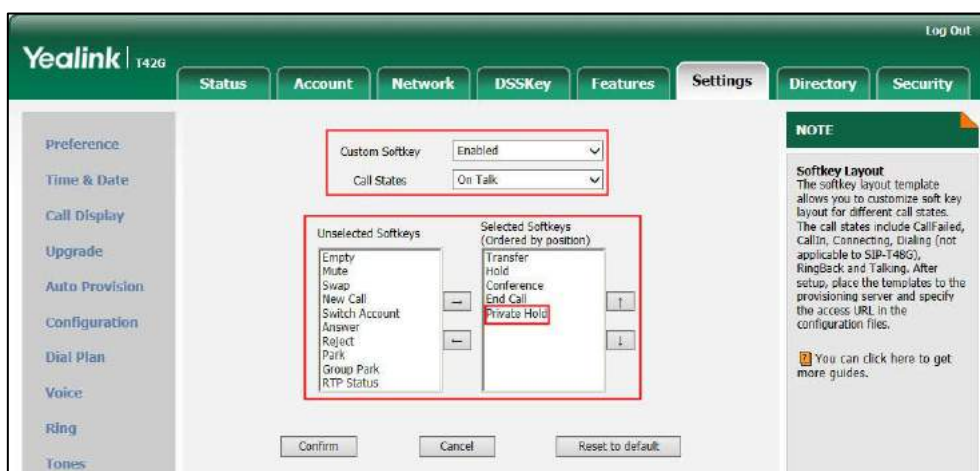 Log Out
Yealink T42G
Status Account Network DSSKey Features Settings Directory Security
Preference
Time & Date
Call Display
Upgrade
Auto Provision
Configuration
Dial Plan
Voice
Ring
Tones
Custom Softkey Enabled
Call States On Talk
Unselected Softkeys
Empty
Mute
Swap
New Call
Switch Account
Answer
Reject
Park
Group Park
RTP Status
→
←
Selected Softkeys
(Ordered by position)
Transfer
Hold
Conference
End Call
Private Hold
↑
↓
Confirm Cancel Reset to default
NOTE
Softkey Layout
The softkey layout template
allows you to customize soft key
layout for different call states.
The call states include CallFailed,
CallIn, Connecting, Dialing (not
applicable to SIP-T48G),
RingBack and Talking. After
setup, place the templates to the
provisioning server and specify
the access URL in the
configuration files.
? You can click here to get
more guides.